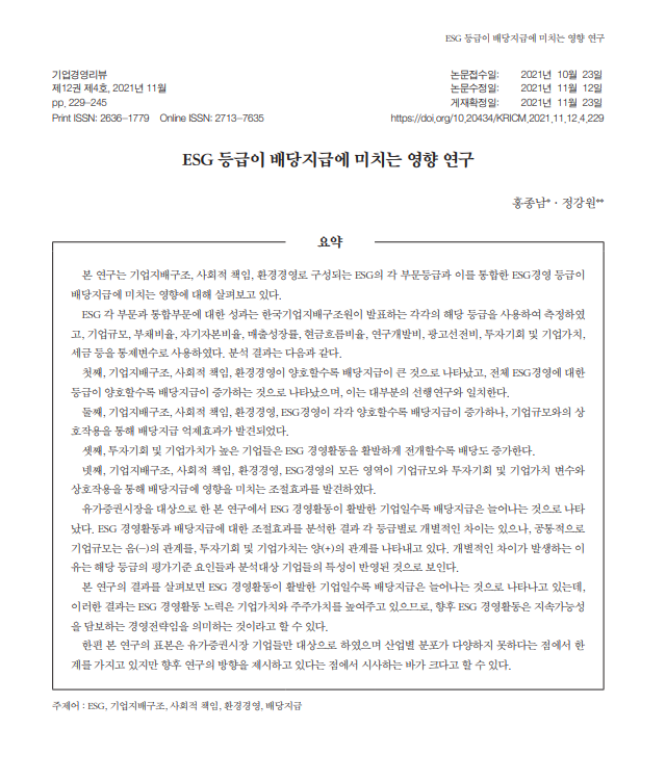 ESG 등급이 배당지급에 미치는 영향 연구
기업경영리뷰
제12권 제4호, 2021년 11월
pp. 229-245
Print ISSN: 2636-1779 Online ISSN: 2713-7635
논문접수일: 2021년 10월 23일
논문수정일: 2021년 11월 12일
게재확정일: 2021년 11월 23일
https://doi.org/10.20434/KRICM.2021.11.12.4.229
ESG 등급이 배당지급에 미치는 영향 연구
홍종남* · 정강원**
요약
본 연구는 기업지배구조, 사회적 책임, 환경경영로 구성되는 ESG의 각 부문등급과 이를 통합한 ESG경영 등급이
배당지급에 미치는 영향에 대해 살펴보고 있다.
ESG 각 부문과 통합부문에 대한 성과는 한국기업지배구조원이 발표하는 각각의 해당 등급을 사용하여 측정하였
고, 기업규모, 부채비율, 자기자본비율, 매출성장률, 현금흐름비율, 연구개발비, 광고선전비, 투자기회 및 기업가치,
세금 등을 통제변수로 사용하였다. 분석 결과는 다음과 같다.
첫째, 기업지배구조, 사회적 책임, 환경경영이 양호할수록 배당지급이 큰 것으로 나타났고, 전체 ESG경영에 대한
등급이 양호할수록 배당지급이 증가하는 것으로 나타났으며, 이는 대부분의 선행연구와 일치한다.
둘째, 기업지배구조, 사회적 책임, 환경경영, ESG경영이 각각 양호할수록 배당지급이 증가하나, 기업규모와의 상
호작용을 통해 배당지급 억제효과가 발견되었다.
셋째, 투자기회 및 기업가치가 높은 기업들은 ESG 경영활동을 활발하게 전개할수록 배당도 증가한다.
넷째, 기업지배구조, 사회적 책임, 환경경영, ESG경영의 모든 영역이 기업규모와 투자기회 및 기업가치 변수와
상호작용을 통해 배당지급에 영향을 미치는 조절효과를 발견하였다.
유가증권시장을 대상으로 한 본 연구에서 ESG 경영활동이 활발한 기업일수록 배당지급은 늘어나는 것으로 나타
났다. ESG 경영활동과 배당지급에 대한 조절효과를 분석한 결과 각 등급별로 개별적인 차이는 있으나, 공통적으로
기업규모는 음(-)의 관계를, 투자기회 및 기업가치는 양(+)의 관계를 나타내고 있다. 개별적인 차이가 발생하는 이
유는 해당 등급의 평가기준 요인들과 분석대상 기업들의 특성이 반영된 것으로 보인다.
본 연구의 결과를 살펴보면 ESG 경영활동이 활발한 기업일수록 배당지급은 늘어나는 것으로 나타나고 있는데,
이러한 결과는 ESG 경영활동 노력은 기업가치와 주주가치를 높여주고 있으므로, 향후 ESG 경영활동은 지속가능성
을 담보하는 경영전략임을 의미하는 것이라고 할 수 있다.
한편 본 연구의 표본은 유가증권시장 기업들만 대상으로 하였으며 산업별 분포가 다양하지 못하다는 점에서 한
계를 가지고 있지만 향후 연구의 방향을 제시하고 있다는 점에서 시사하는 바가 크다고 할 수 있다.
주제어 : ESG, 기업지배구조, 사회적 책임, 환경경영, 배당지급